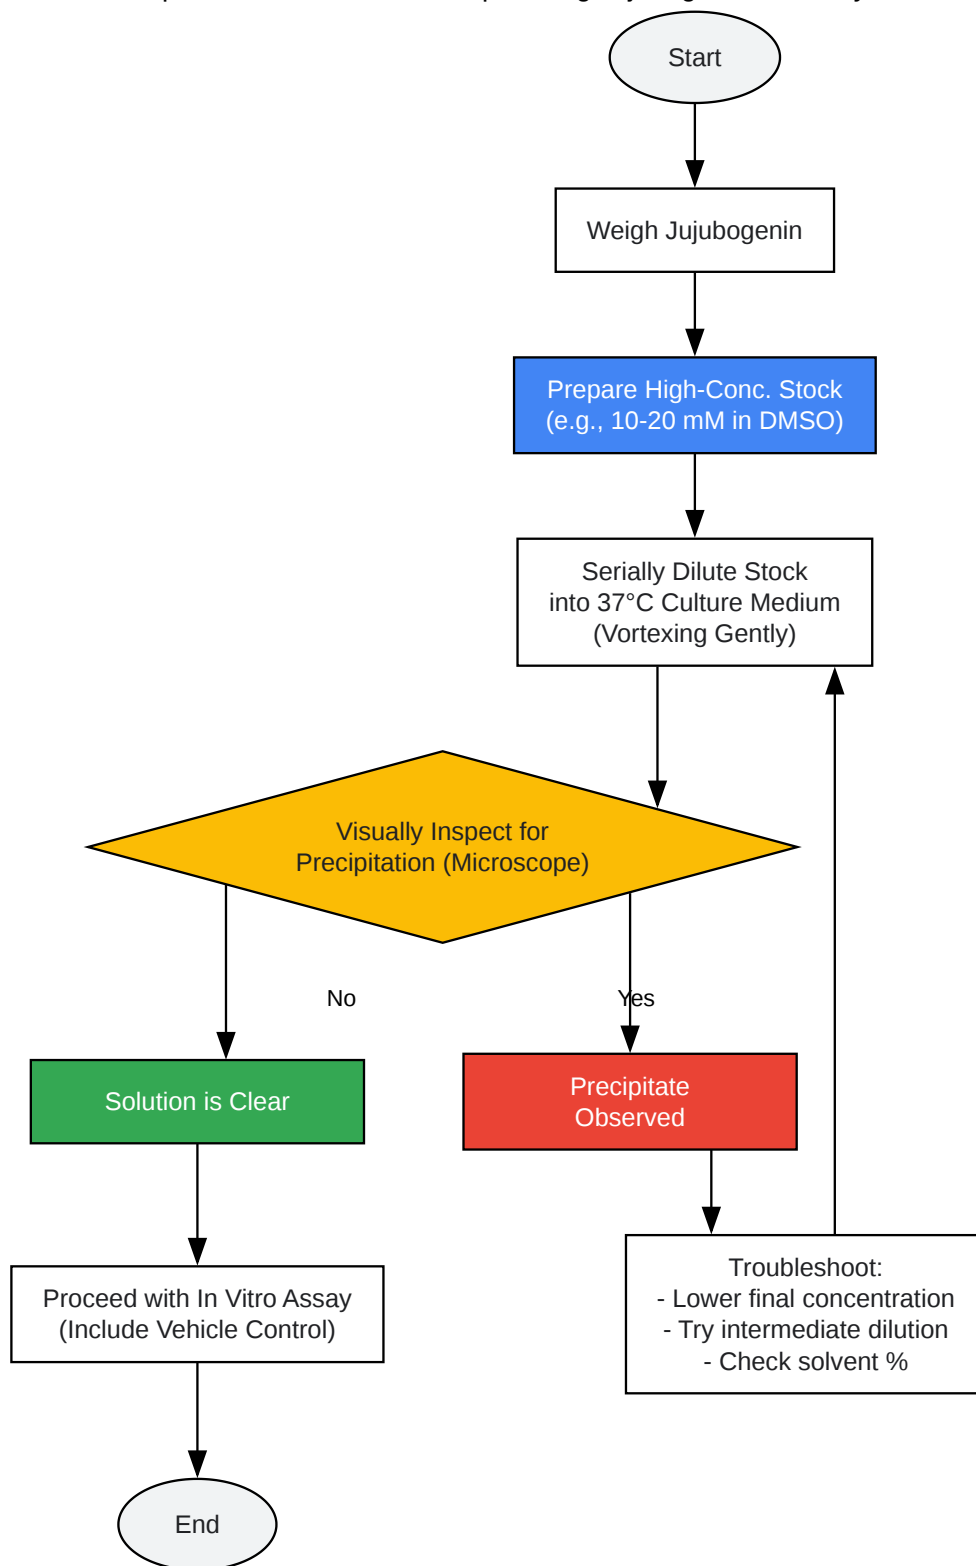 Start
Weigh Jujubogenin
Prepare High-Conc. Stock
(e.g., 10-20 mM in DMSO)
Serially Dilute Stock
into 37°C Culture Medium
(Vortexing Gently)
Visually Inspect for
Precipitation (Microscope)
No
Yes
Solution is Clear
Precipitate
Observed
Proceed with In Vitro Assay
(Include Vehicle Control)
Troubleshoot:
- Lower final concentration
- Try intermediate dilution
- Check solvent %
End